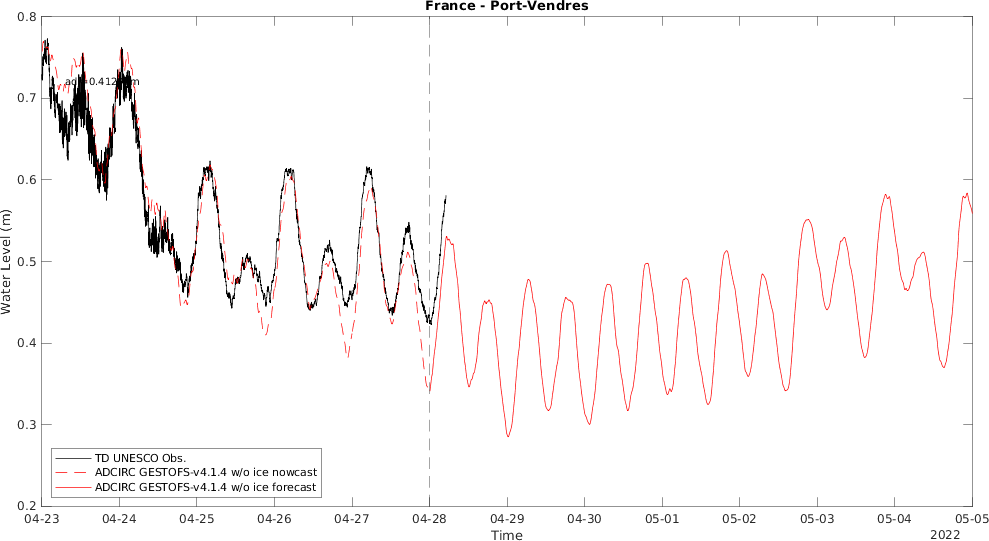 France - Port-Vendres
0.8
0.7
0.6
0.5
0.4
0.3
0.2
Water Level (m)
TD UNESCO Obs.
ADCIRC GESTOFS-v4.1.4 w/o ice nowcast
ADCIRC GESTOFS-v4.1.4 w/o ice forecast
04-23 04-24 04-25 04-26 04-27 04-28 04-29 04-30 05-01 05-02 05-03 05-04 05-05
Time
2022